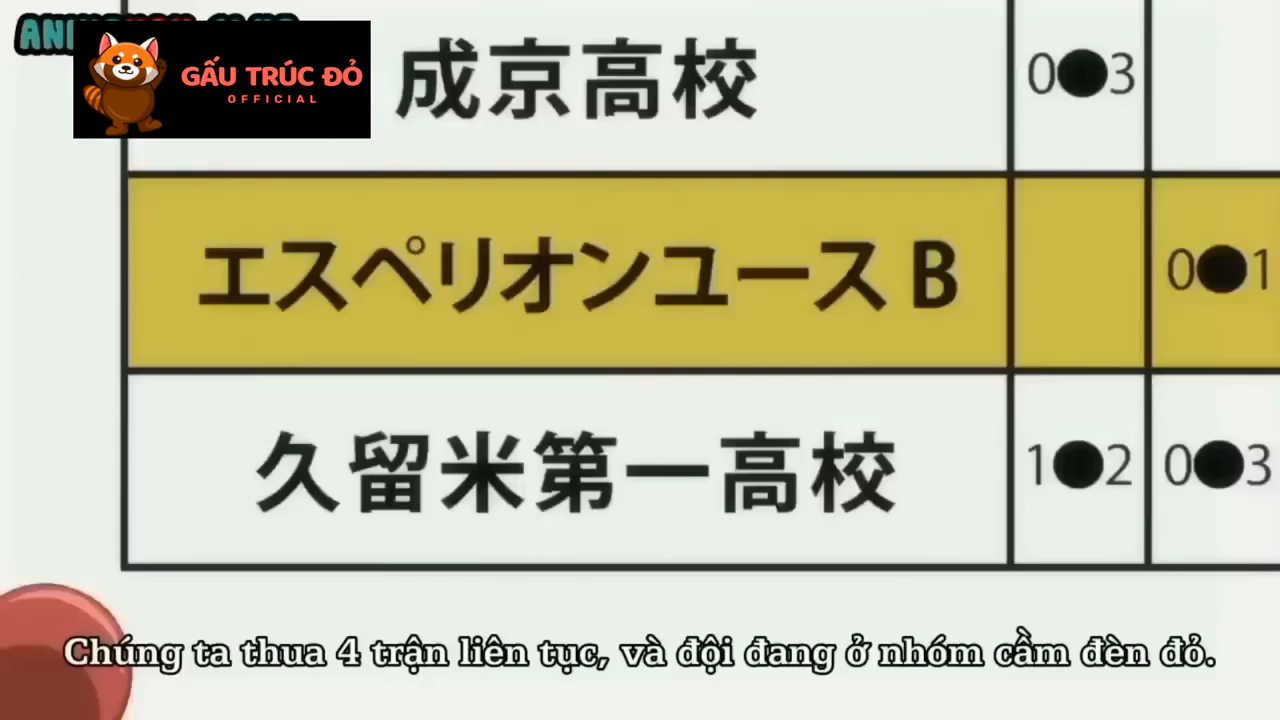 GẤU TRÚC ĐỎ
OFFICIAL
成京高校 0●3
エスペリオンユース B 0●1
久留米第一高校 1●2 0●3
Chúng ta thua 4 trận liên tục, và đội đang ở nhóm cầm đèn đỏ.